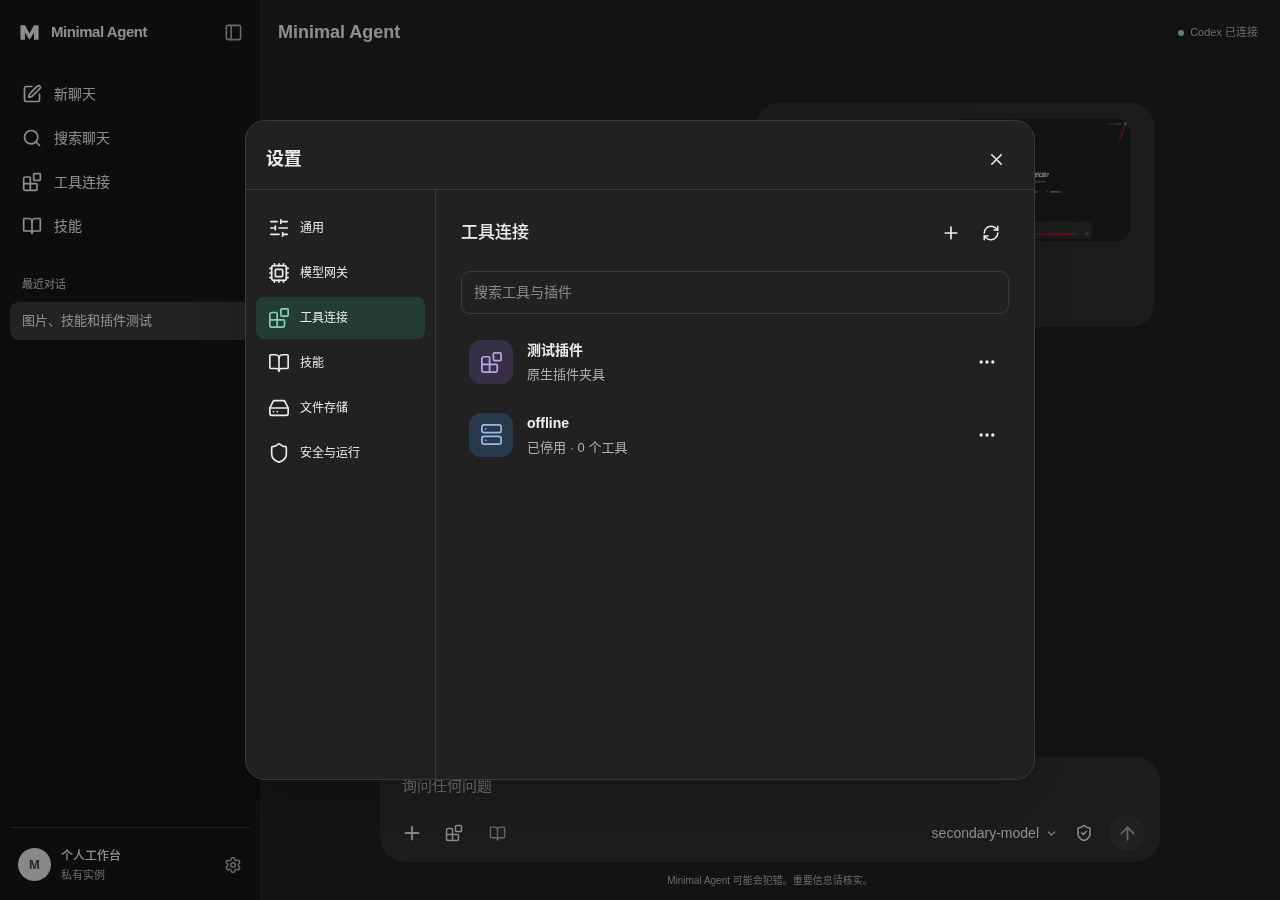 Minimal Agent
新聊天
搜索聊天
工具连接
技能
最近对话
图片、技能和插件测试
M
个人工作台
私有实例
Minimal Agent
Codex 已连接
设置
通用
模型网关
工具连接
技能
文件存储
安全与运行
工具连接
搜索工具与插件
测试插件
原生插件夹具
offline
已停用 · 0 个工具
询问任何问题
secondary-model
Minimal Agent 可能会犯错。重要信息请核实。